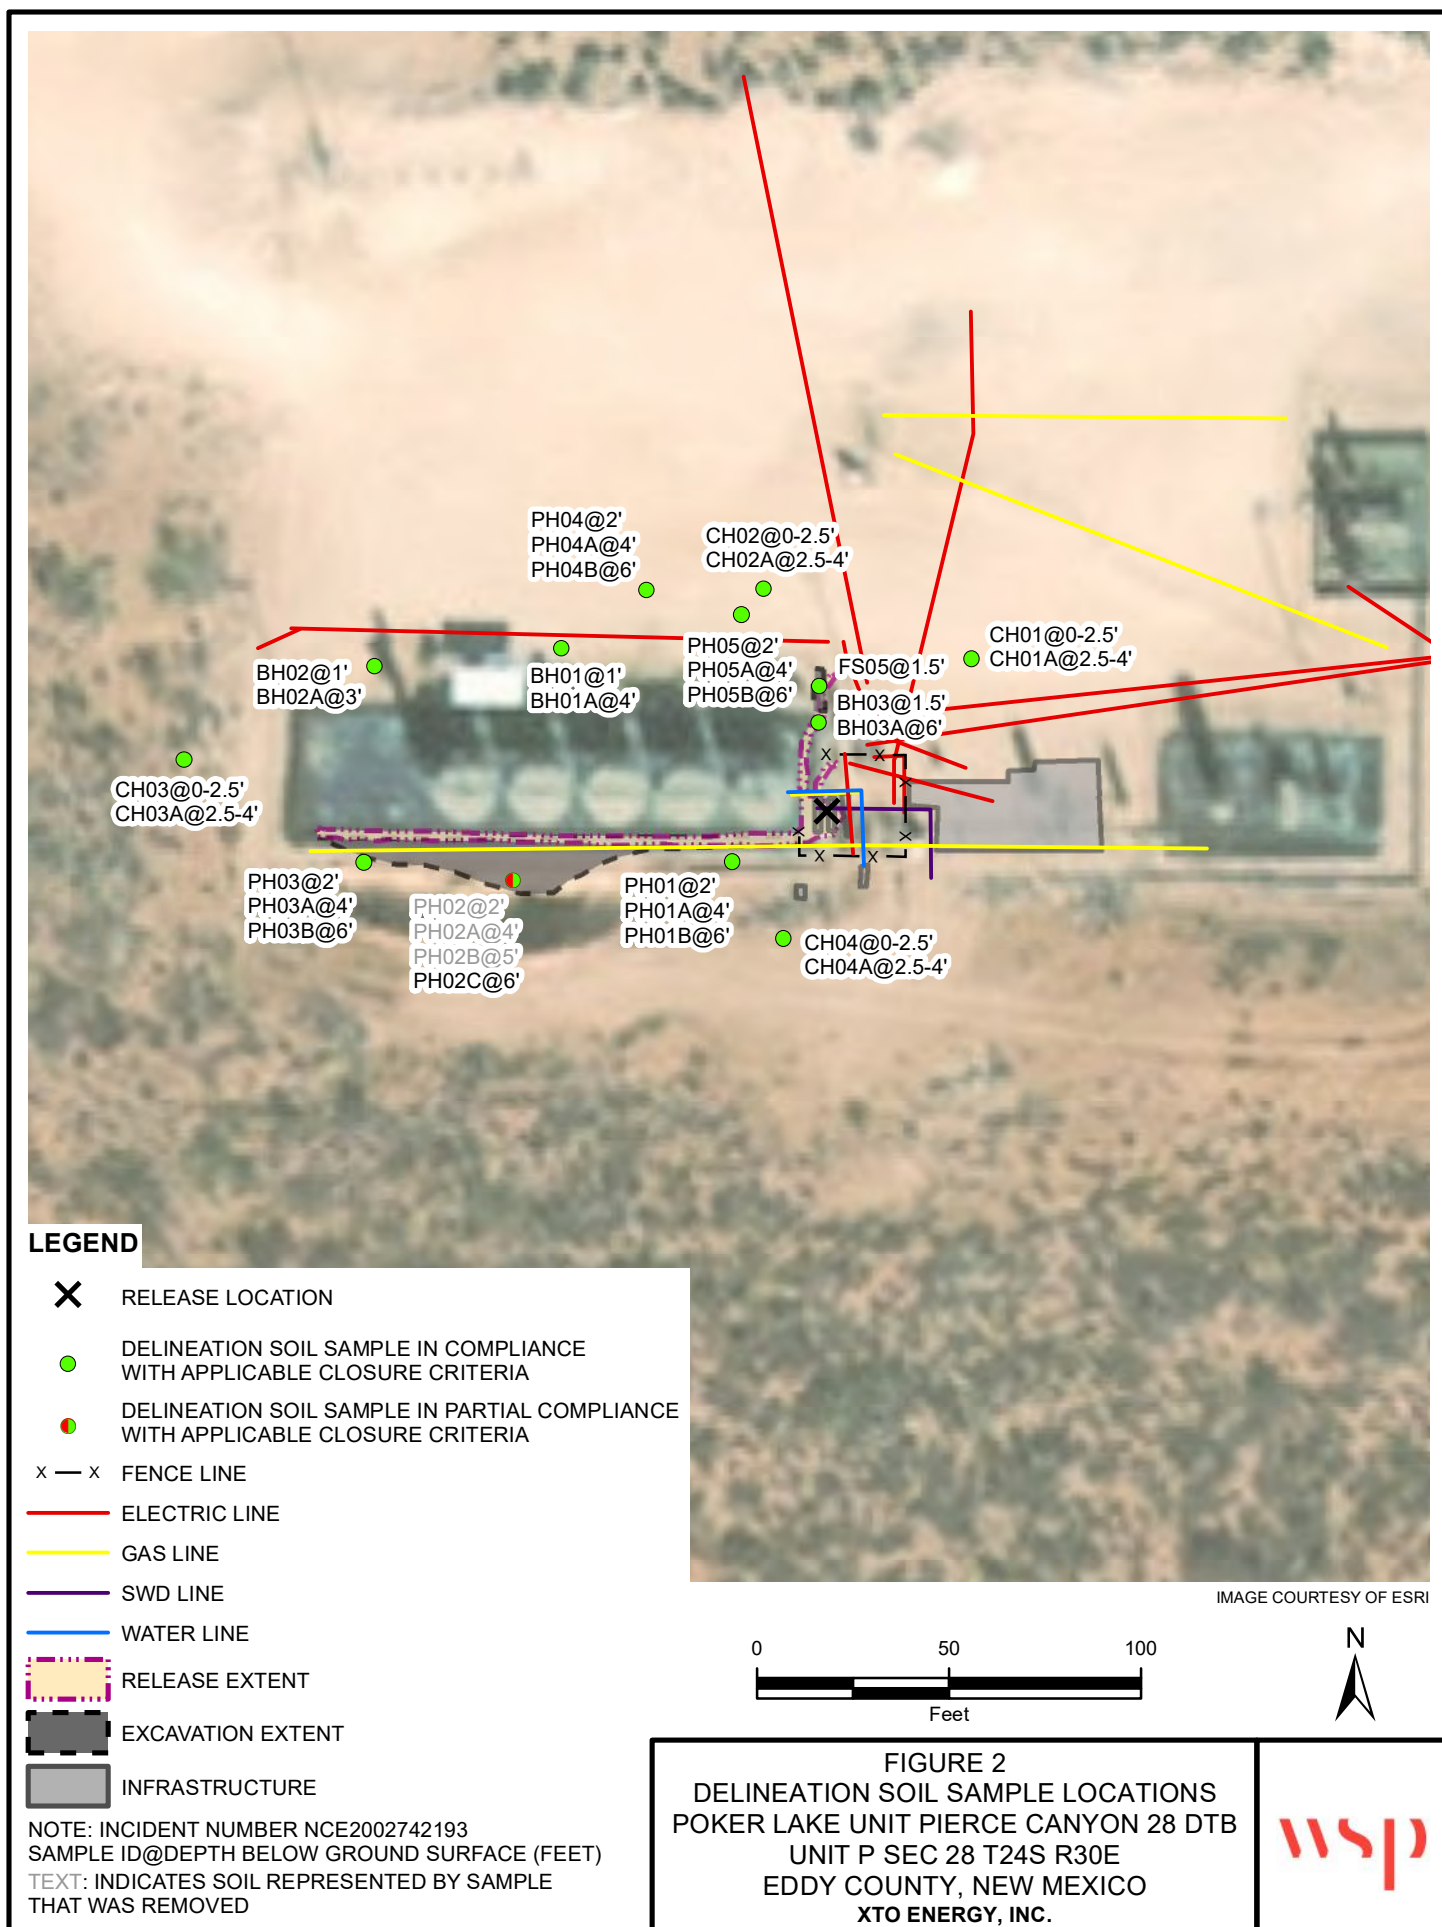 PH04@2'
PH04A@4'
PH04B@6'
CH02@0-2.5'
CH02A@2.5-4'
CH01@0-2.5'
CH01A@2.5-4'
BH02@1'
BH02A@3'
BH01@1'
BH01A@4'
PH05@2'
PH05A@4'
PH05B@6'
FS05@1.5'
BH03@1.5'
BH03A@6'
CH03@0-2.5'
CH03A@2.5-4'
X
X
X
X
X
X
X
PH03@2'
PH03A@4'
PH03B@6'
PH02@2'
PH02A@4'
PH02B@5'
PH02C@6'
PH01@2'
PH01A@4'
PH01B@6'
CH04@0-2.5'
CH04A@2.5-4'
LEGEND
RELEASE LOCATION
DELINEATION SOIL SAMPLE IN COMPLIANCE
WITH APPLICABLE CLOSURE CRITERIA
DELINEATION SOIL SAMPLE IN PARTIAL COMPLIANCE
WITH APPLICABLE CLOSURE CRITERIA
X X FENCE LINE
ELECTRIC LINE
GAS LINE
SWD LINE
WATER LINE
RELEASE EXTENT
EXCAVATION EXTENT
INFRASTRUCTURE
NOTE: INCIDENT NUMBER NCE2002742193
SAMPLE ID@DEPTH BELOW GROUND SURFACE (FEET)
TEXT: INDICATES SOIL REPRESENTED BY SAMPLE
THAT WAS REMOVED
IMAGE COURTESY OF ESRI
0 50 100
Feet
N
FIGURE 2
DELINEATION SOIL SAMPLE LOCATIONS
POKER LAKE UNIT PIERCE CANYON 28 DTB
UNIT P SEC 28 T24S R30E
EDDY COUNTY, NEW MEXICO
XTO ENERGY, INC.
wsp